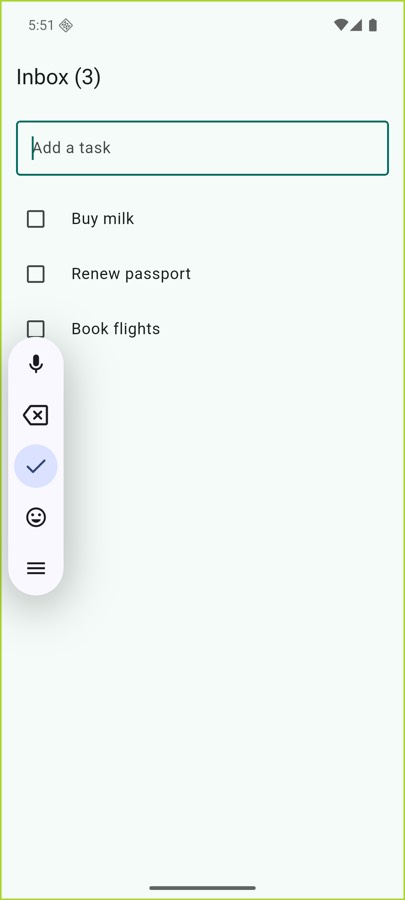 5:51
Inbox (3)
Add a task
Buy milk
Renew passport
Book flights